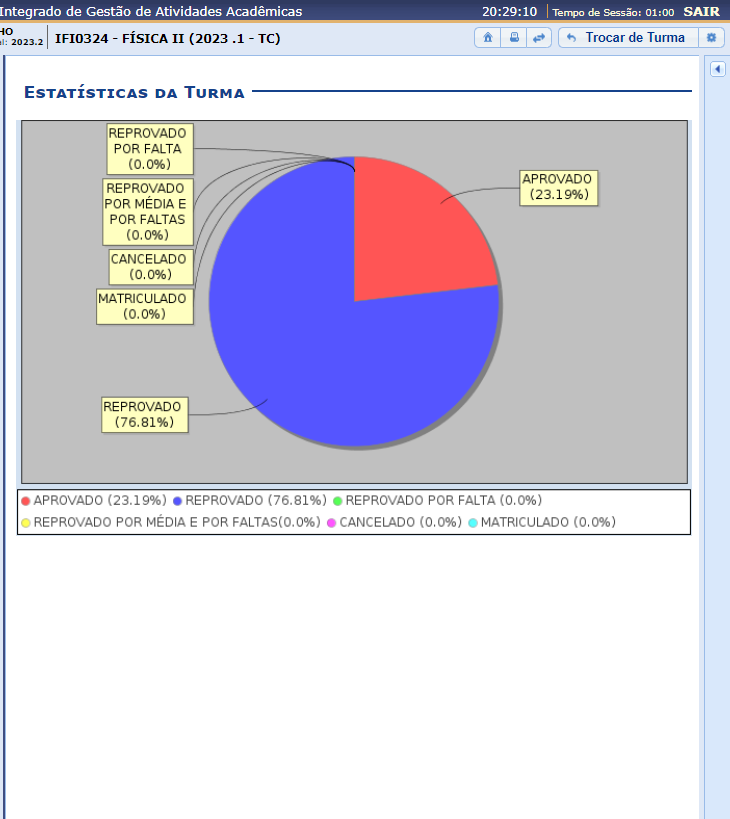 Integrado de Gestão de Atividades Acadêmicas 20:29:10 Tempo de Sessão: 01:00 SAIR
HO
el: 2023.2 IFI0324 - FÍSICA II (2023 .1 - TC) Trocar de Turma
ESTATÍSTICAS DA TURMA
REPROVADO
POR FALTA
(0.0%)
REPROVADO
POR MÉDIA E
POR FALTAS
(0.0%)
CANCELADO
(0.0%)
MATRICULADO
(0.0%)
REPROVADO
(76.81%)
APROVADO
(23.19%)
APROVADO (23.19%) REPROVADO (76.81%) REPROVADO POR FALTA (0.0%)
REPROVADO POR MÉDIA E POR FALTAS(0.0%) CANCELADO (0.0%) MATRICULADO (0.0%)